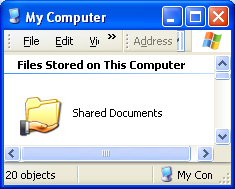 My Computer
File Edit Vi » Address »
Files Stored on This Computer
Shared Documents
20 objects My Con